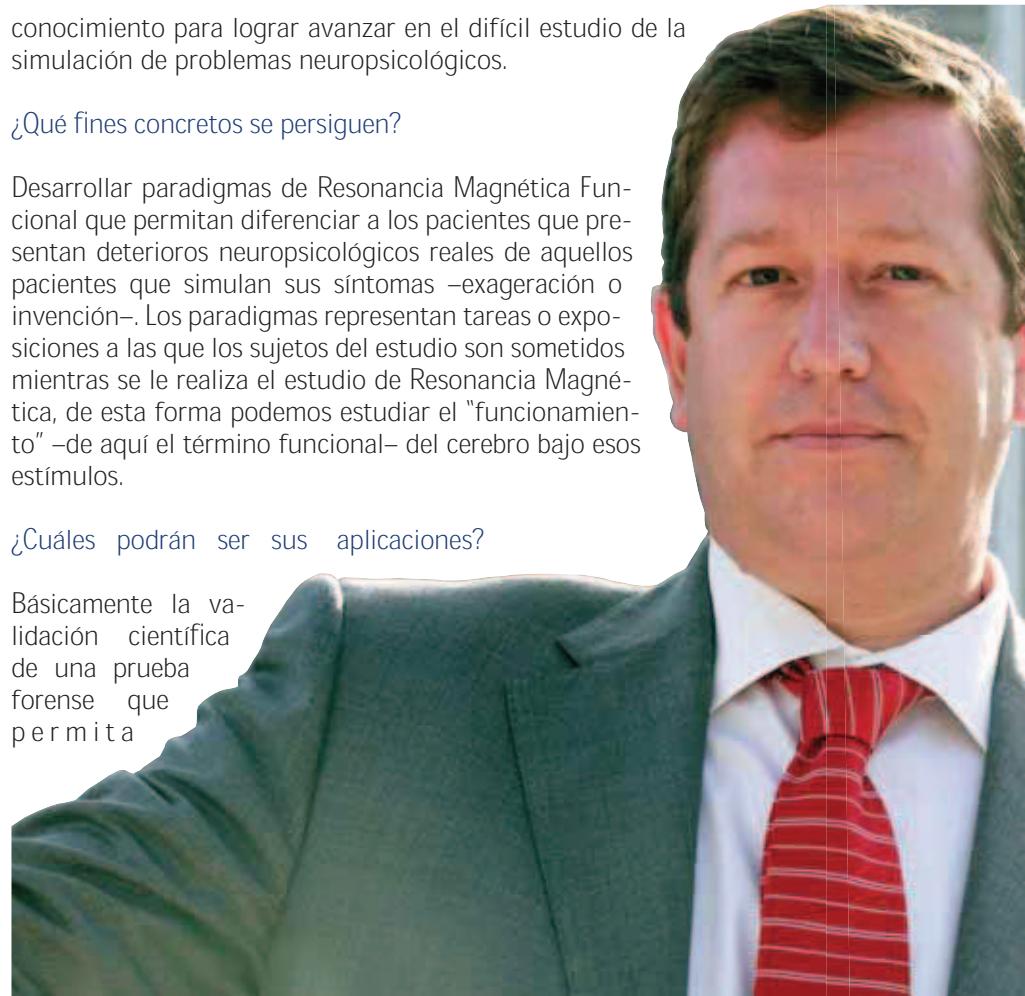 conocimiento para lograr avanzar en el difícil estudio de la
simulación de problemas neuropsicológicos.
¿Qué fines concretos se persiguen?
Desarrollar paradigmas de Resonancia Magnética Fun-
cional que permitan diferenciar a los pacientes que pre-
sentan deterioros neuropsicológicos reales de aquellos
pacientes que simulan sus síntomas –exageración o
invención–. Los paradigmas representan tareas o expo-
siciones a las que los sujetos del estudio son sometidos
mientras se le realiza el estudio de Resonancia Magné-
tica, de esta forma podemos estudiar el "funcionamien-
to" –de aquí el término funcional– del cerebro bajo esos
estímulos.
¿Cuáles podrán ser sus aplicaciones?
Básicamente la va-
lidación científica
de una prueba
forense que
permita